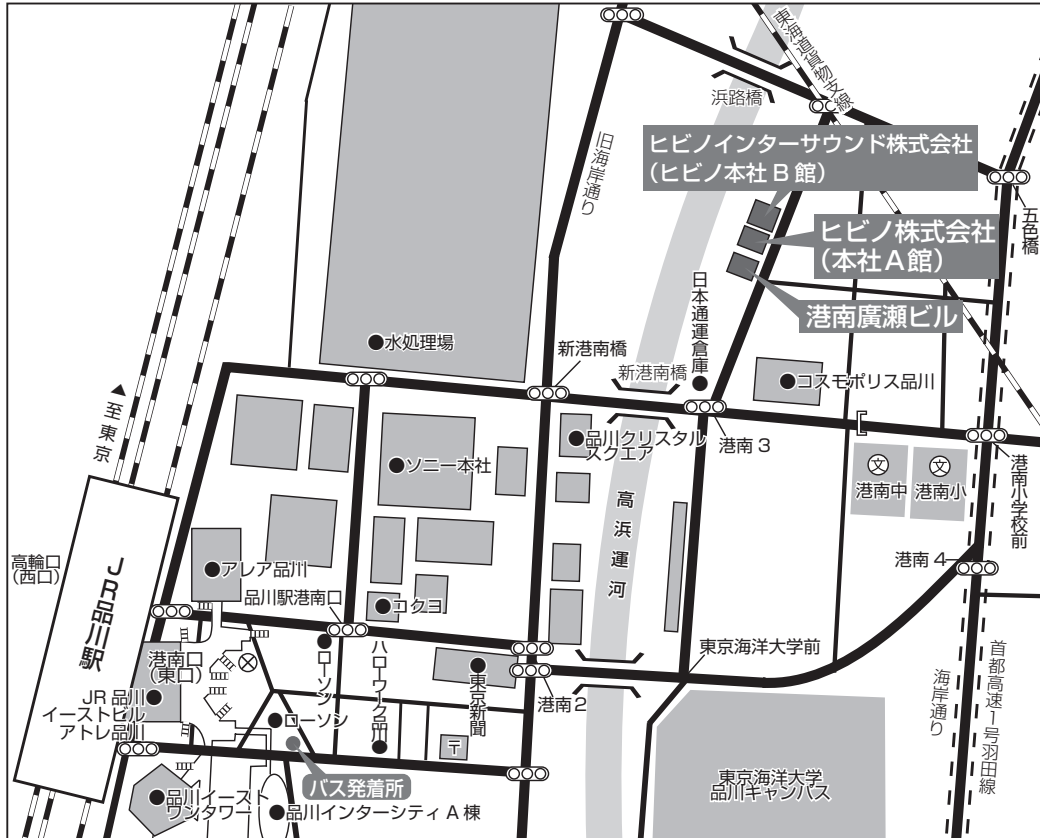 東海道貨物支線
浜路橋
旧海岸通り
ヒビノインターサウンド株式会社
(ヒビノ本社 B 館)
五色橋
ヒビノ株式会社
(本社A館)
日本通運倉庫
港南廣瀬ビル
水処理場
新港南橋
新港南橋
コスモポリス品川
至東京
品川クリスタル
スクエア
港南 3
ソニー本社
文
文
港南中
港南小
港南小学校前
高浜運河
高輪口
(西口)
JR品川駅
アレア品川
港南 4
品川駅港南口
コクヨ
港南口
(東口)
ローソン
ハローワーク品川
東京新聞
東京海洋大学前
首都高速1号羽田線
海岸通り
JR 品川
イーストビル
アトレ品川
ローソン
港南2
〒
バス発着所
東京海洋大学
品川キャンパス
品川イースト
ワンタワー
品川インターシティ A 棟